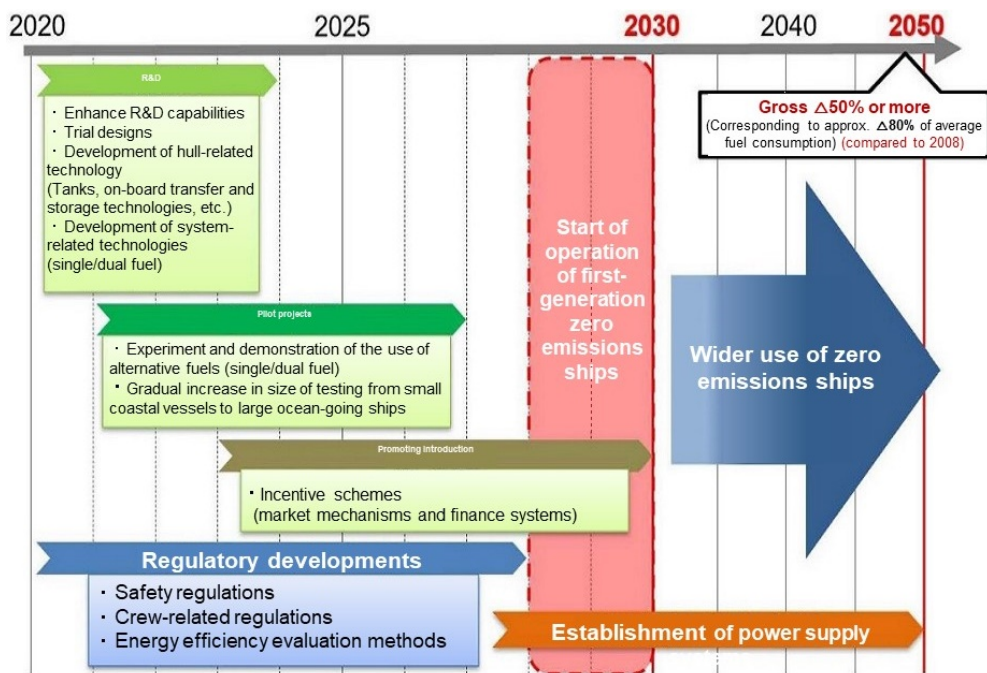 2020
2025
2030
2040
2050
R&D
・Enhance R&D capabilities
・Trial designs
・Development of hull-related
technology
(Tanks, on-board transfer and
storage technologies, etc.)
・Development of system-
related technologies
(single/dual fuel)
Gross △50% or more
(Corresponding to approx. △80% of average
fuel consumption) (compared to 2008)
Start of
operation
of first-
generation
zero
emissions
ships
Wider use of zero
emissions ships
Pilot projects
・Experiment and demonstration of the use of
alternative fuels (single/dual fuel)
・Gradual increase in size of testing from small
coastal vessels to large ocean-going ships
Promoting introduction
・Incentive schemes
(market mechanisms and finance systems)
Regulatory developments
・Safety regulations
・Crew-related regulations
・Energy efficiency evaluation methods
Establishment of power supply